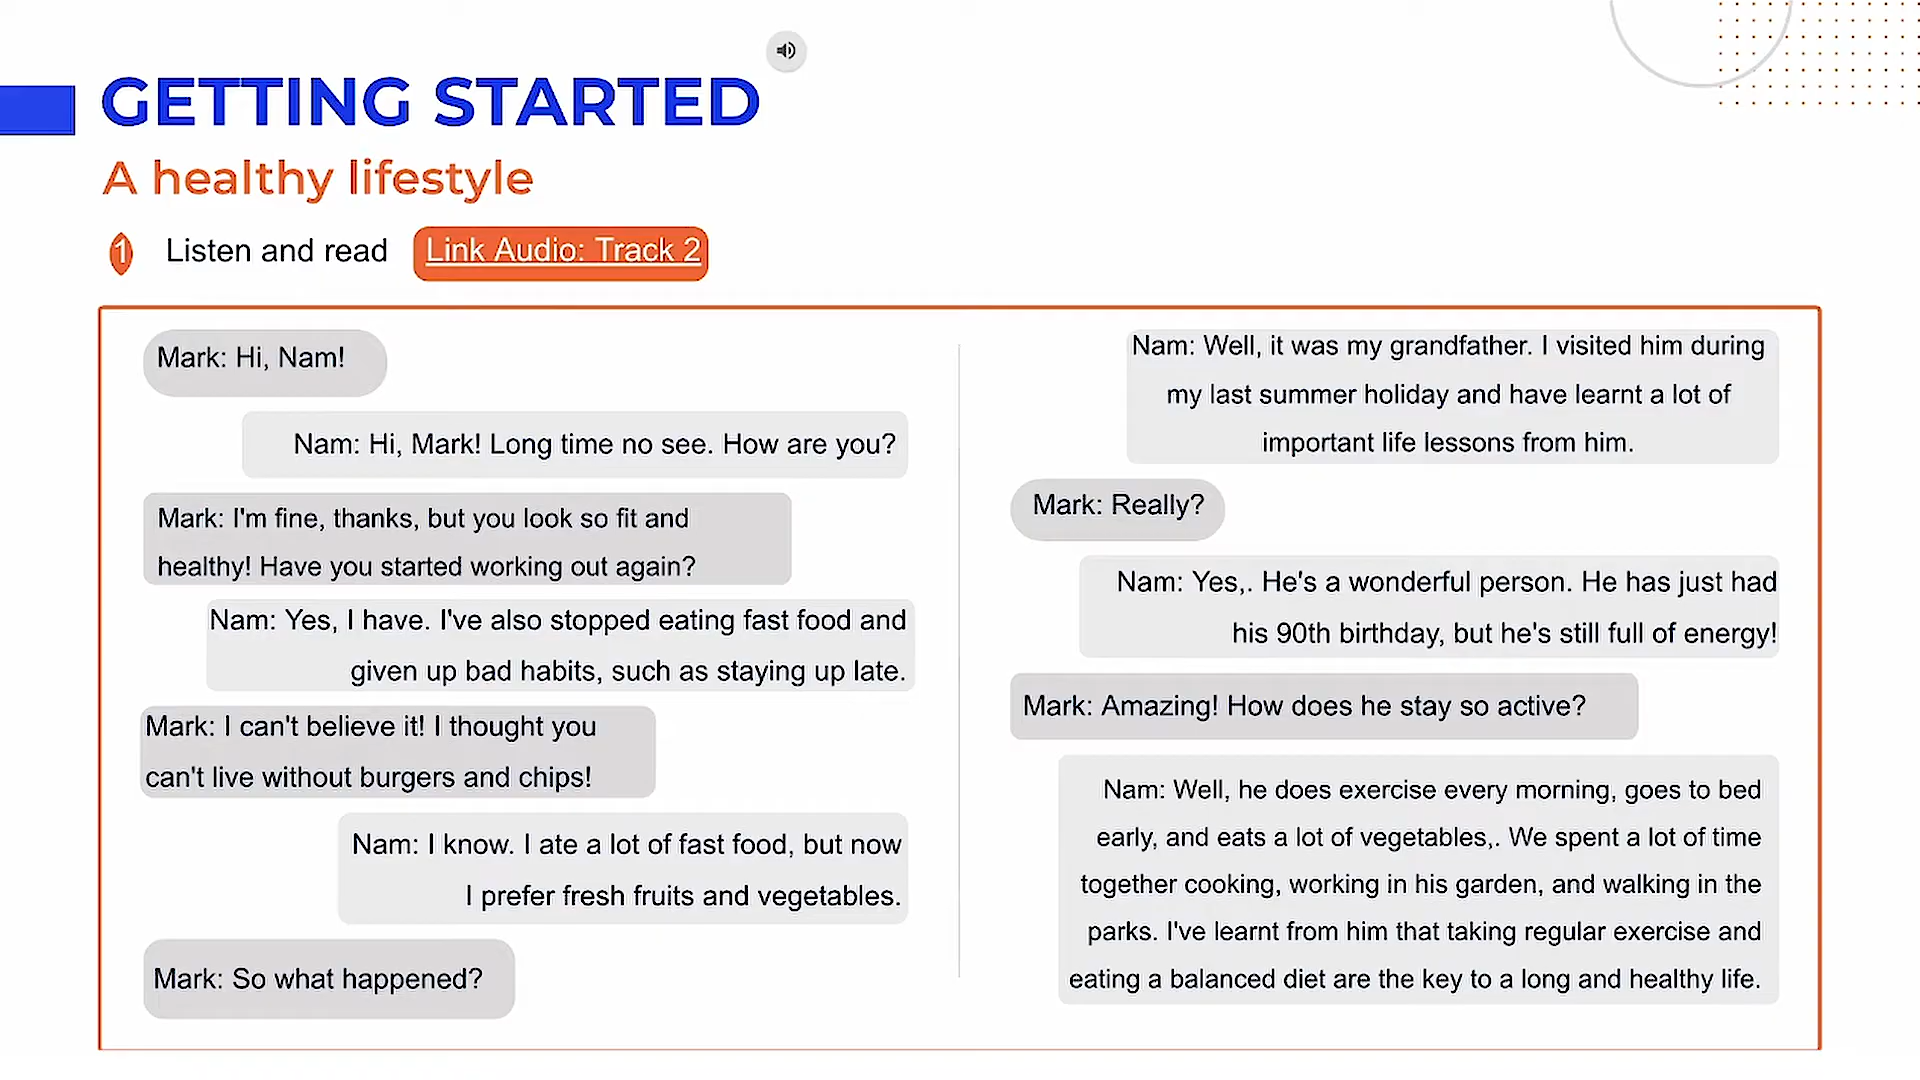 GETTING STARTED
A healthy lifestyle
1 Listen and read Link Audio: Track 2
Mark: Hi, Nam!
Nam: Hi, Mark! Long time no see. How are you?
Mark: I'm fine, thanks, but you look so fit and
healthy! Have you started working out again?
Nam: Yes, I have. I've also stopped eating fast food and
given up bad habits, such as staying up late.
Mark: I can't believe it! I thought you
can't live without burgers and chips!
Nam: I know. I ate a lot of fast food, but now
I prefer fresh fruits and vegetables.
Mark: So what happened?
Nam: Well, it was my grandfather. I visited him during
my last summer holiday and have learnt a lot of
important life lessons from him.
Mark: Really?
Nam: Yes,. He's a wonderful person. He has just had
his 90th birthday, but he's still full of energy!
Mark: Amazing! How does he stay so active?
Nam: Well, he does exercise every morning, goes to bed
early, and eats a lot of vegetables,. We spent a lot of time
together cooking, working in his garden, and walking in the
parks. I've learnt from him that taking regular exercise and
eating a balanced diet are the key to a long and healthy life.